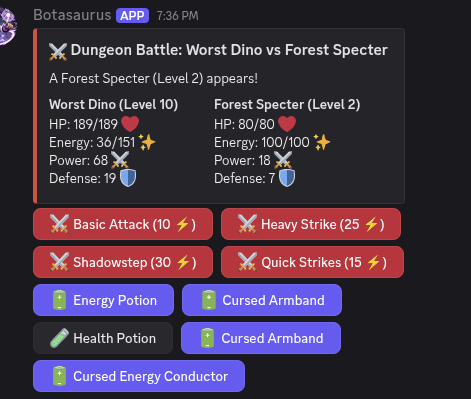 Botasaurus APP 7:36 PM
⚔️ Dungeon Battle: Worst Dino vs Forest Specter
A Forest Specter (Level 2) appears!
Worst Dino (Level 10) Forest Specter (Level 2)
HP: 189/189 ❤️ HP: 80/80 ❤️
Energy: 36/151 ✨ Energy: 100/100 ✨
Power: 68 ⚔️ Power: 18 ⚔️
Defense: 19 🛡️ Defense: 7 🛡️
⚔️ Basic Attack (10 ⚡) ⚔️ Heavy Strike (25 ⚡)
⚔️ Shadowstep (30 ⚡) ⚔️ Quick Strikes (15 ⚡)
🔋 Energy Potion 🔋 Cursed Armband
🧪 Health Potion 🔋 Cursed Armband
🔋 Cursed Energy Conductor